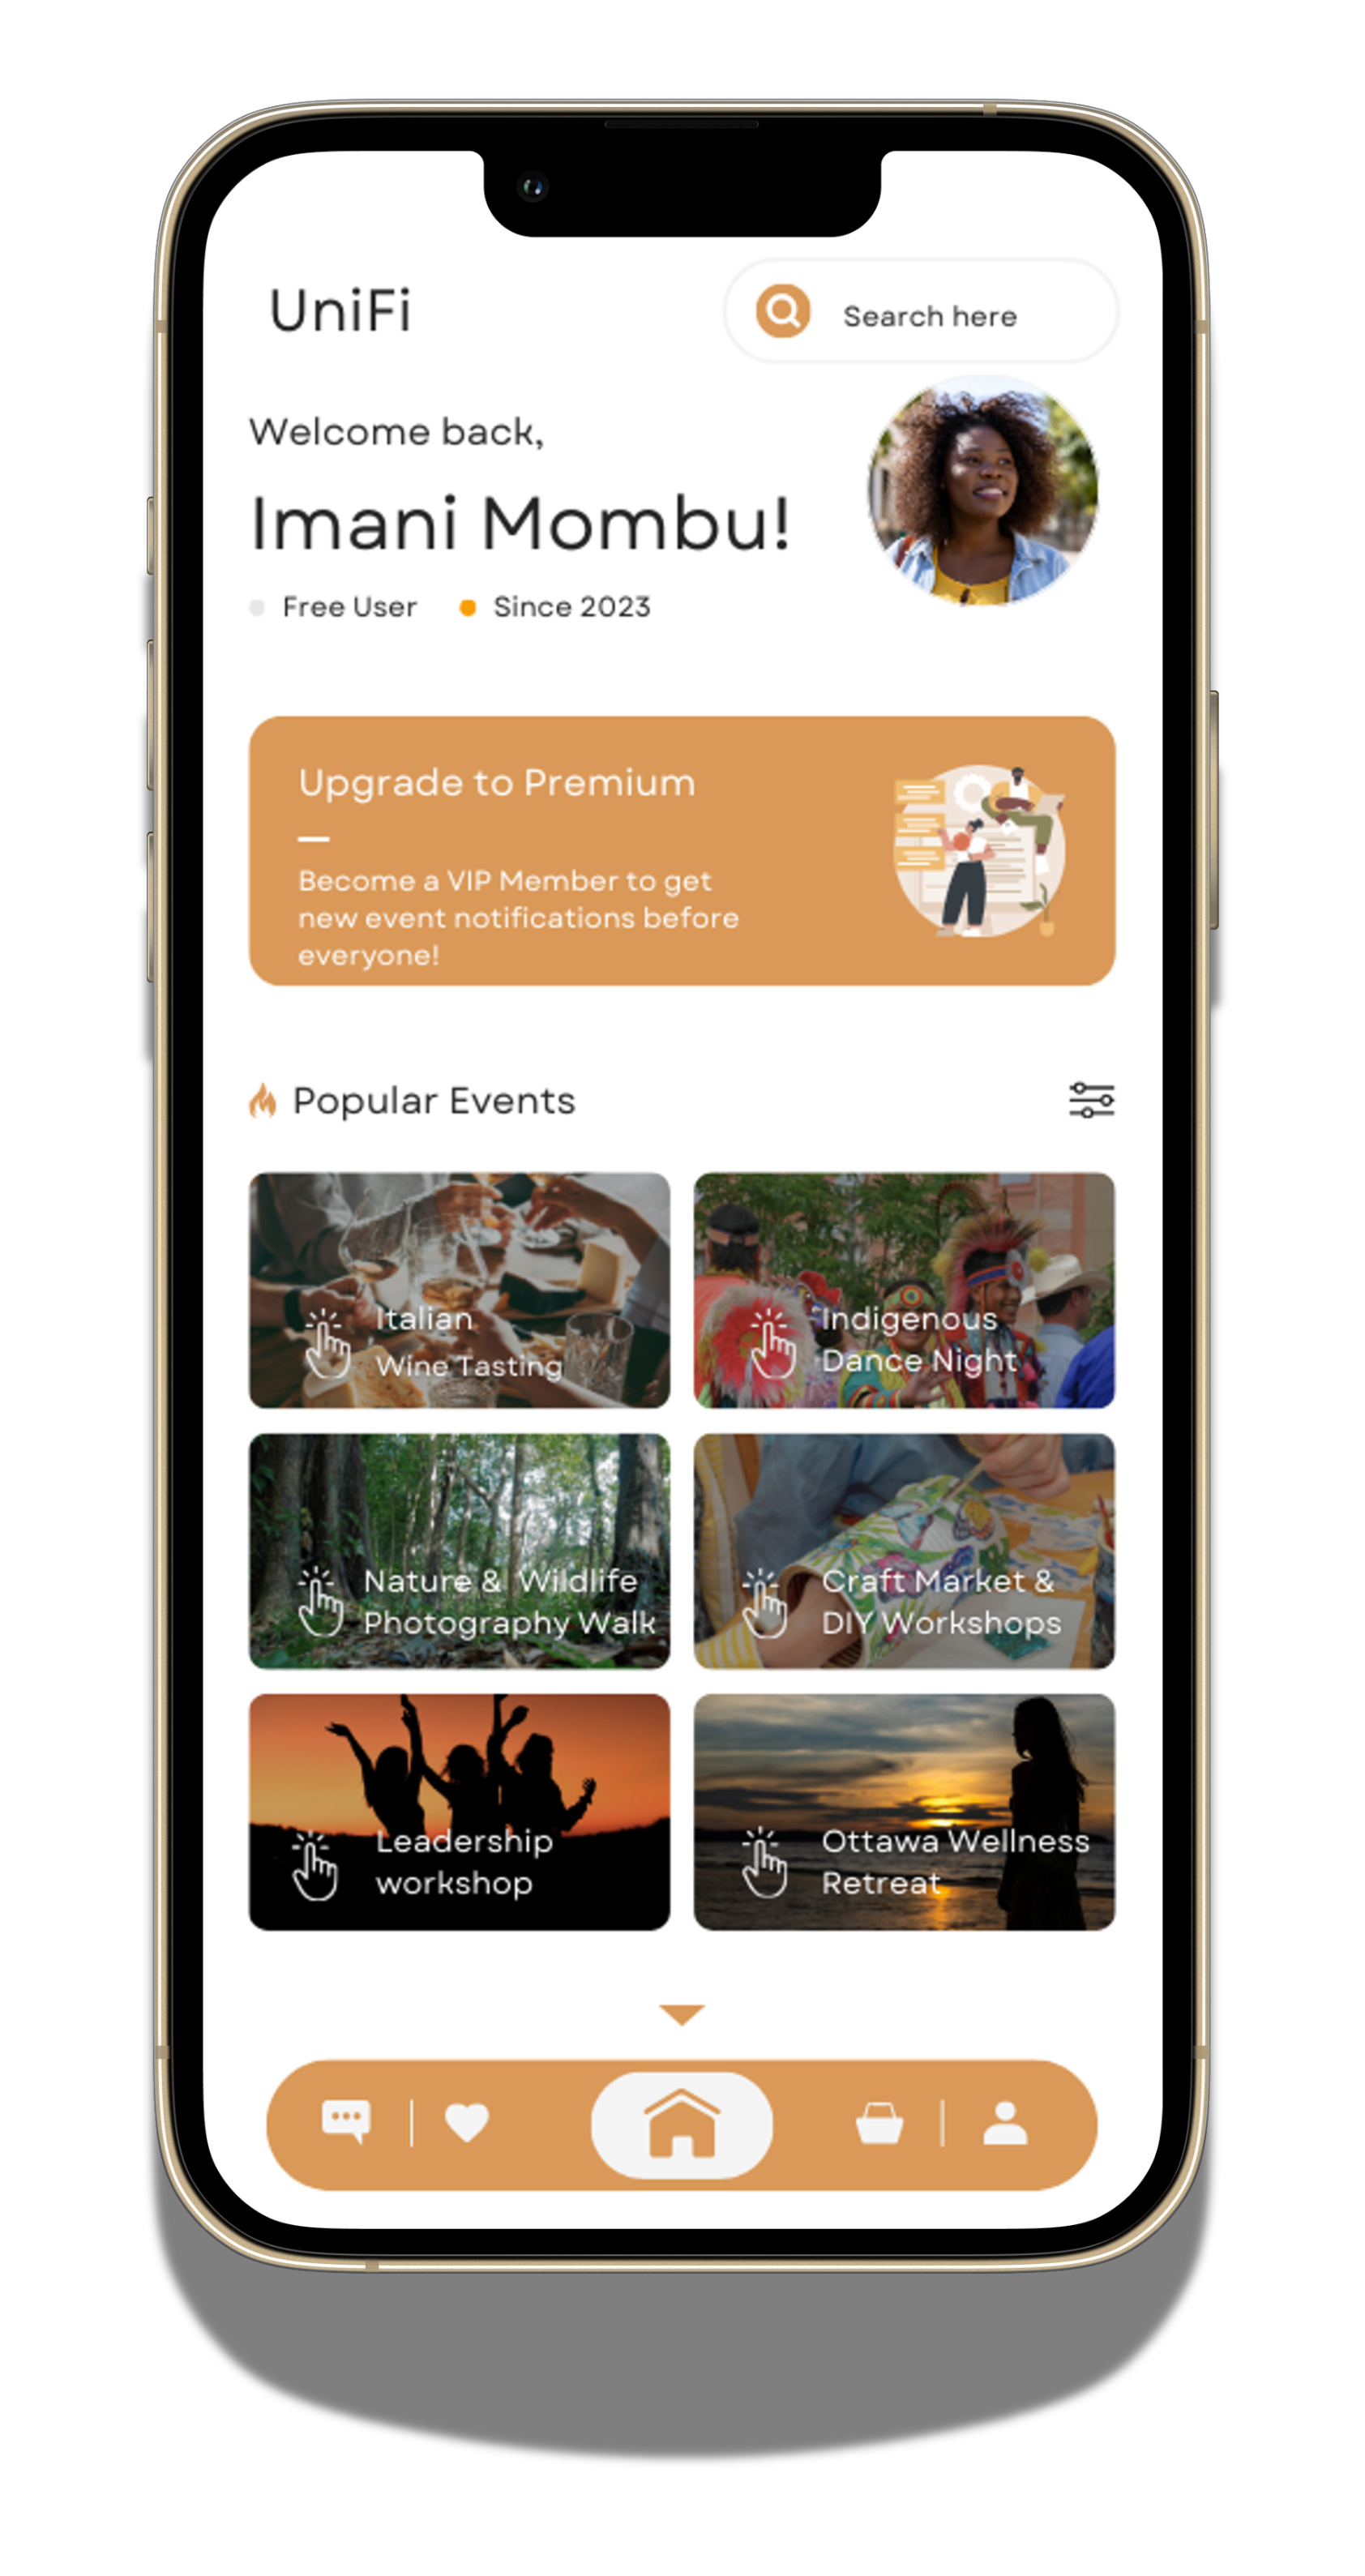 UniFi
Search here
Welcome back,
Imani Mombu!
Free User
Since 2023
Upgrade to Premium
Become a VIP Member to get
new event notifications before
everyone!
Popular Events
Italian
Wine Tasting
Indigenous
Dance Night
Nature & Wildlife
Photography Walk
Craft Market &
DIY Workshops
Leadership
workshop
Ottawa Wellness
Retreat